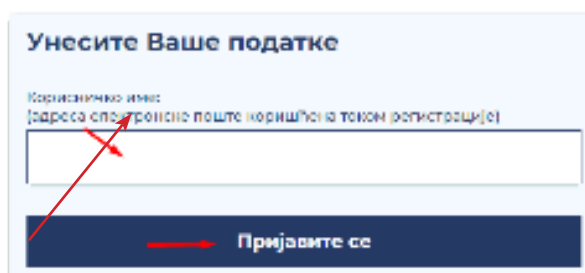 Унесите Ваше податке
Корисничко име:
(адреса електронске поште коришћена током регистрације)
Пријавите се